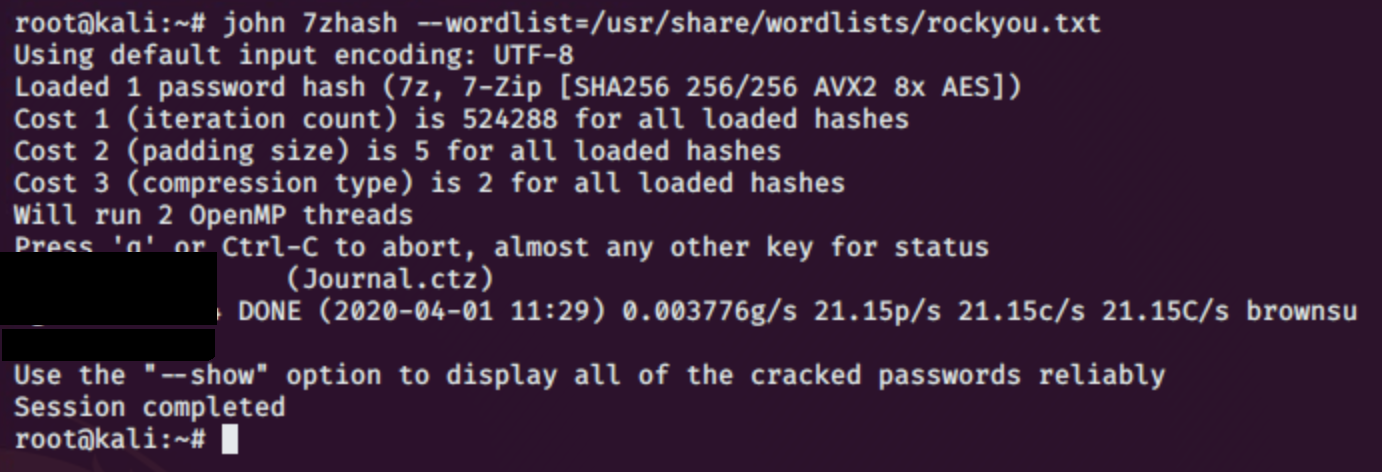 root@kali:~# john 7zhash --wordlist=/usr/share/wordlists/rockyou.txt
Using default input encoding: UTF-8
Loaded 1 password hash (7z, 7-Zip [SHA256 256/256 AVX2 8x AES])
Cost 1 (iteration count) is 524288 for all loaded hashes
Cost 2 (padding size) is 5 for all loaded hashes
Cost 3 (compression type) is 2 for all loaded hashes
Will run 2 OpenMP threads
Press 'q' or Ctrl-C to abort, almost any other key for status
(Journal.ctz)
DONE (2020-04-01 11:29) 0.003776g/s 21.15p/s 21.15c/s 21.15C/s brownsu
Use the "--show" option to display all of the cracked passwords reliably
Session completed
root@kali:~#